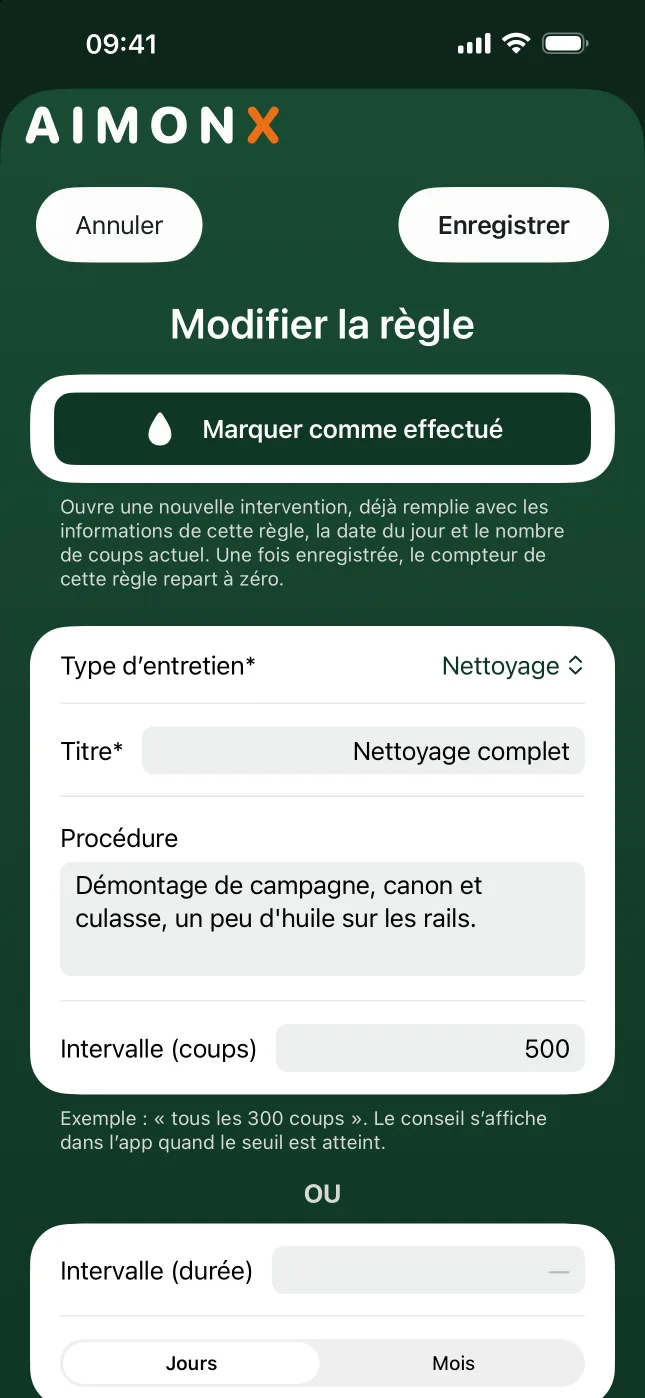 09:41
AIMONX
Annuler
Enregistrer
Modifier la règle
Marquer comme effectué
Ouvre une nouvelle intervention, déjà remplie avec les
informations de cette règle, la date du jour et le nombre
de coups actuel. Une fois enregistrée, le compteur de
cette règle repart à zéro.
Type d’entretien* Nettoyage
Titre* Nettoyage complet
Procédure
Démontage de campagne, canon et
culasse, un peu d'huile sur les rails.
Intervalle (coups) 500
Exemple : « tous les 300 coups ». Le conseil s’affiche
dans l’app quand le seuil est atteint.
OU
Intervalle (durée) —
Jours
Mois